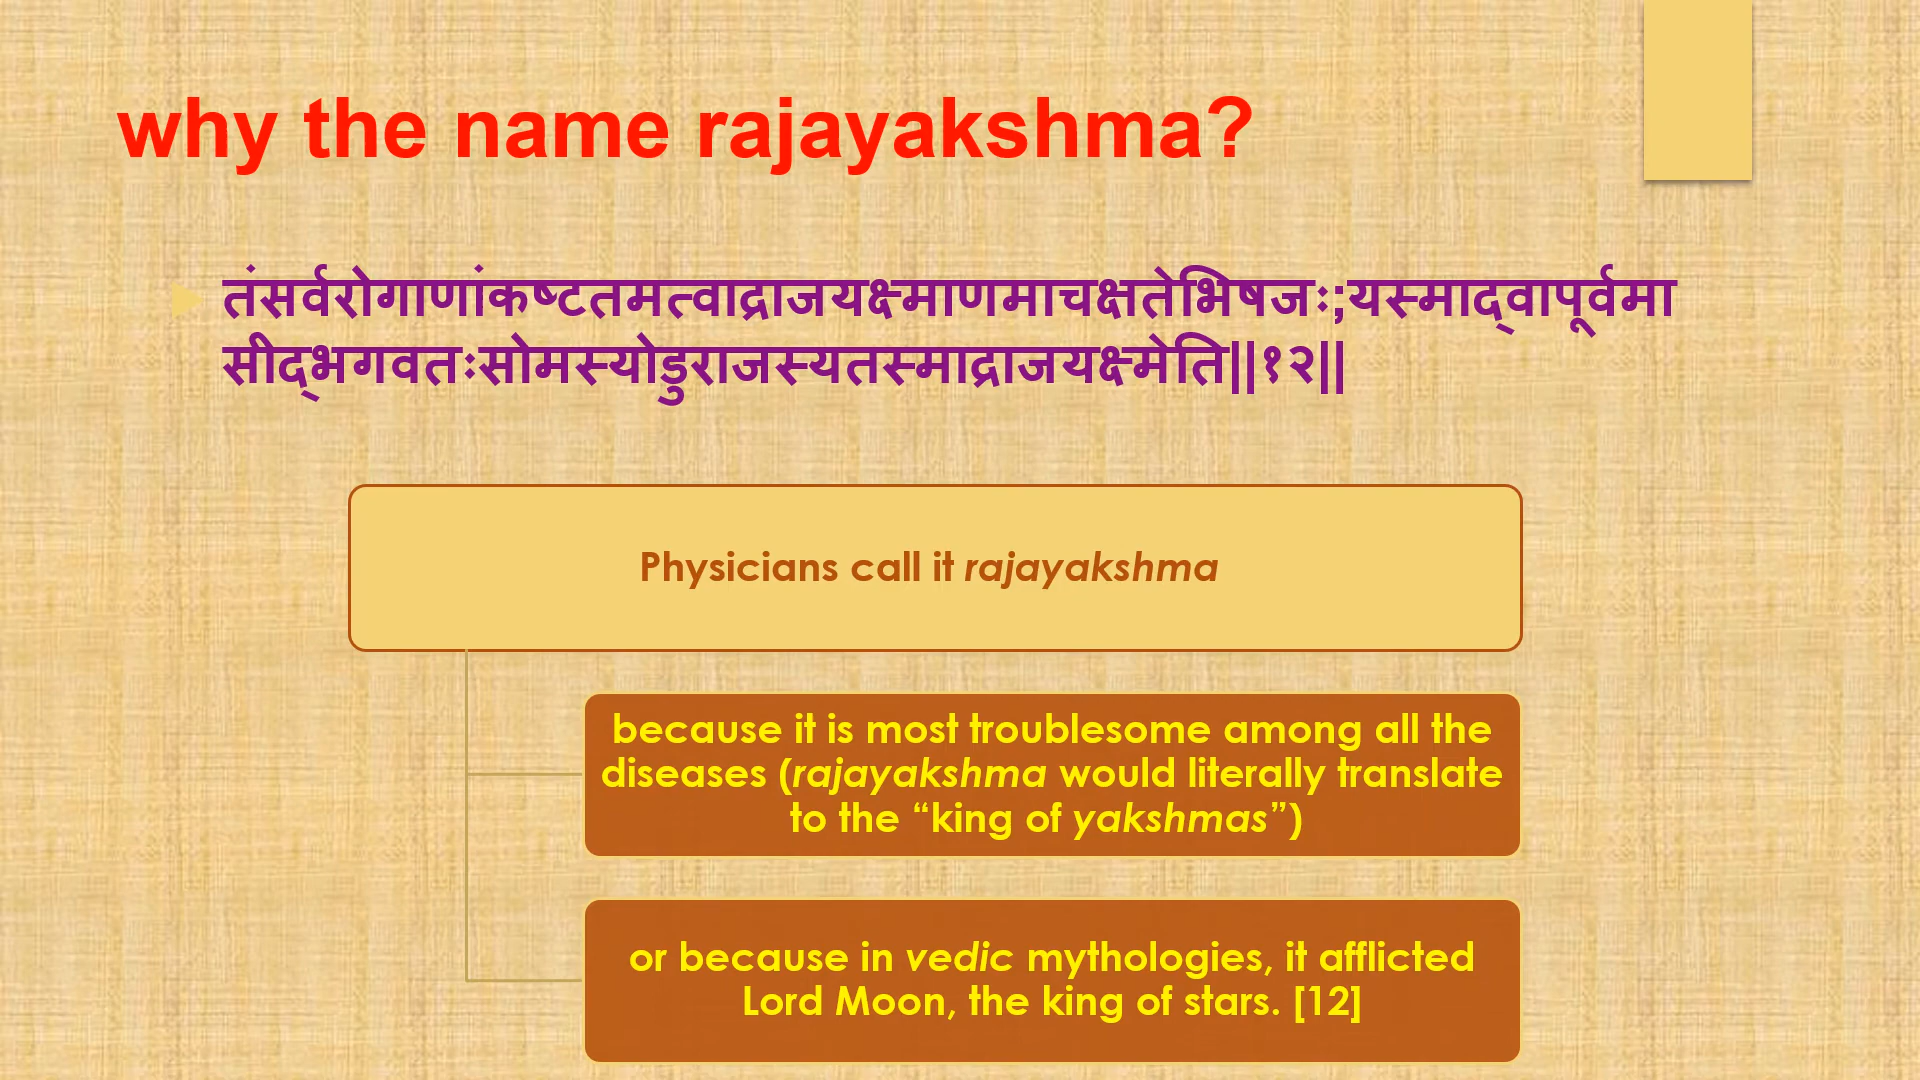 why the name rajayakshma?
तंसर्वरोगाणांकष्टतमत्वाद्राजयक्ष्माणमाचक्षतेभिषजः;यस्माद्वापूर्वमा
सीद्भगवतःसोमस्योडुराजस्यतस्माद्राजयक्ष्मेति||१२||
Physicians call it rajayakshma
because it is most troublesome among all the
diseases (rajayakshma would literally translate
to the “king of yakshmas”)
or because in vedic mythologies, it afflicted
Lord Moon, the king of stars. [12]